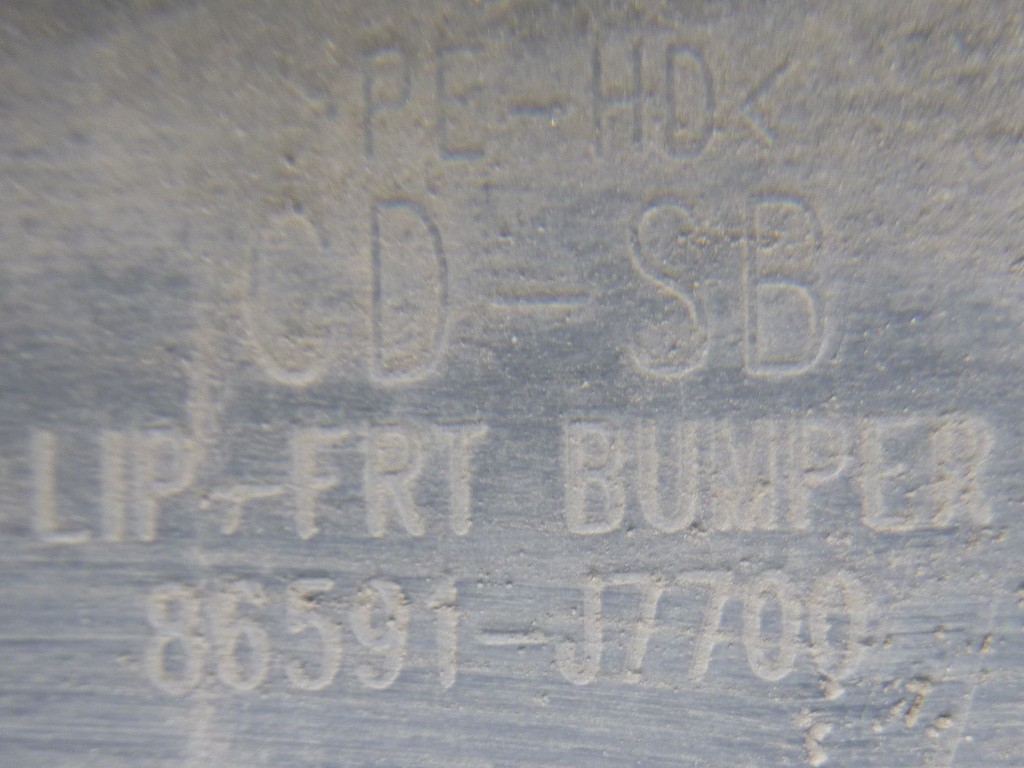 >PE-HD<
CD-SB
LIP-FRT BUMPER
86591-J7700